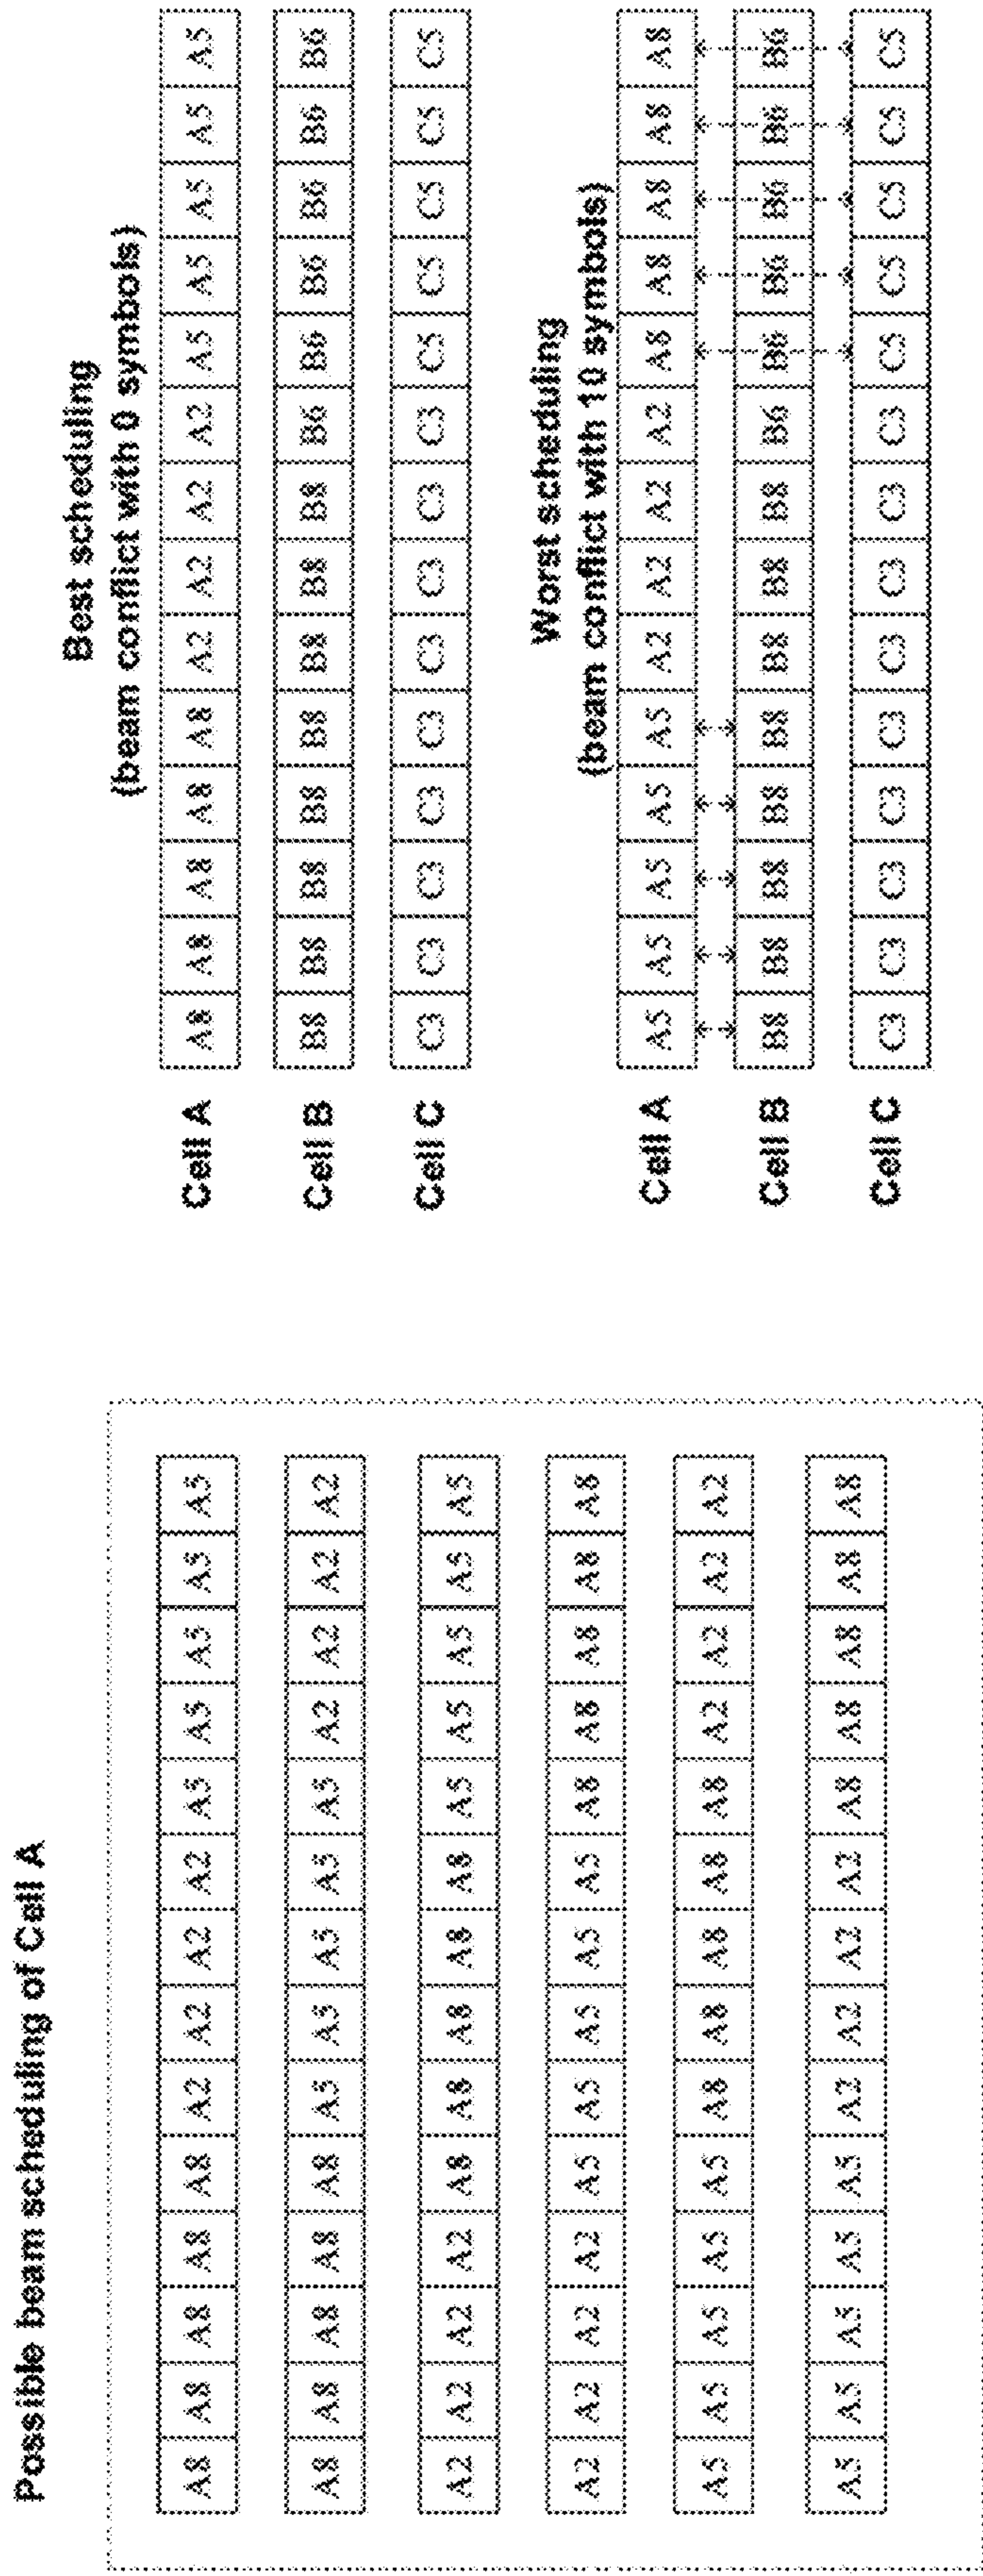 Possible beam scheduling of Cell A
A8 A8 A8 A8 A8 A2 A2 A2 A2 A5 A5 A5 A5 A5
A8 A8 A8 A8 A8 A5 A5 A5 A5 A5 A2 A2 A2 A2
A2 A2 A2 A2 A8 A8 A8 A8 A8 A5 A5 A5 A5 A5
A2 A2 A2 A2 A5 A5 A5 A5 A5 A8 A8 A8 A8 A8
A5 A5 A5 A5 A5 A8 A8 A8 A8 A8 A2 A2 A2 A2
A5 A5 A5 A5 A5 A2 A2 A2 A2 A8 A8 A8 A8 A8
Best scheduling
(beam conflict with 0 symbols)
Cell A A8 A8 A8 A8 A8 A2 A2 A2 A2 A5 A5 A5 A5 A5
Cell B B8 B8 B8 B8 B8 B8 B8 B8 B6 B6 B6 B6 B6 B6
Cell C C3 C3 C3 C3 C3 C3 C3 C3 C3 C5 C5 C5 C5 C5
Worst scheduling
(beam conflict with 10 symbols)
Cell A A5 A5 A5 A5 A5 A2 A2 A2 A2 A8 A8 A8 A8 A8
Cell B B8 B8 B8 B8 B8 B8 B8 B8 B6 B6 B6 B6 B6 B6
Cell C C3 C3 C3 C3 C3 C3 C3 C3 C3 C5 C5 C5 C5 C5